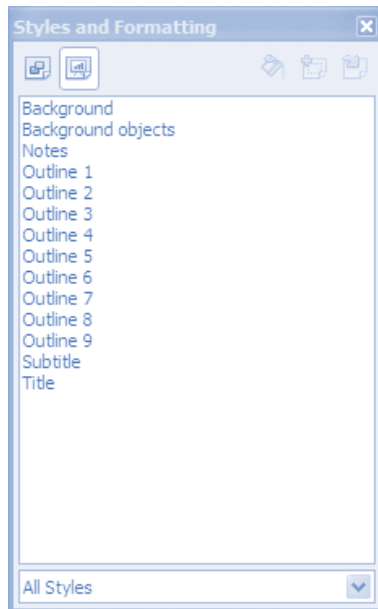 Styles and Formatting
Background
Background objects
Notes
Outline 1
Outline 2
Outline 3
Outline 4
Outline 5
Outline 6
Outline 7
Outline 8
Outline 9
Subtitle
Title
All Styles